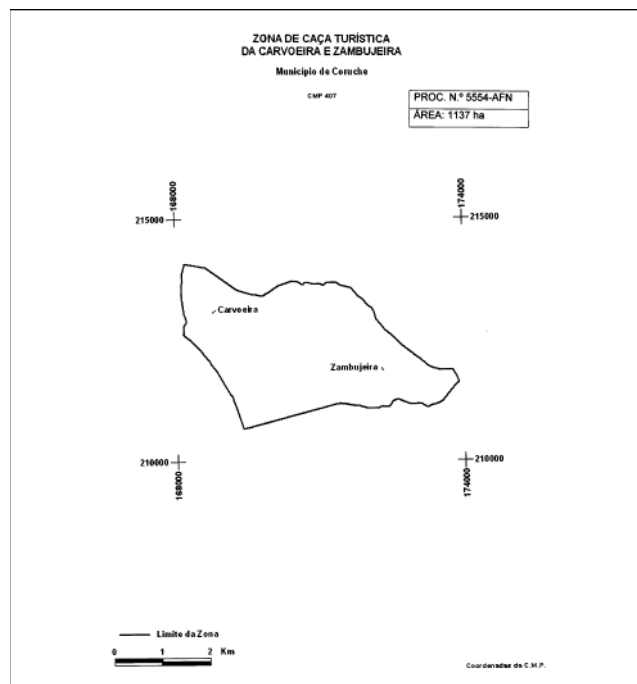 ZONA DE CAÇA TURÍSTICA
DA CARVOEIRA E ZAMBUJEIRA
Município de Coruche
CMP 407
PROC. N.º 5554-AFN
ÁREA: 1137 ha
168000
174000
215000
215000
Carvoeira
Zambujeira
210000
210000
168000
174000
Limite da Zona
0 1 2 Km
Coordenadas de C.M.P.